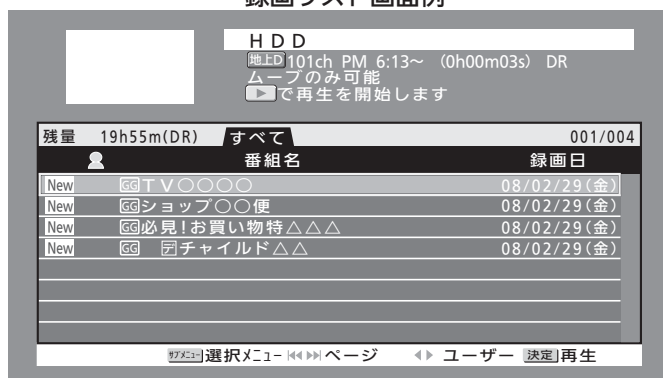 録画リスト画面例
HDD
地上D 101ch PM 6:13~ (0h00m03s) DR
ムーブのみ可能
▶で再生を開始します
残量 19h55m(DR) すべて 001/004
番組名 録画日
New GG TV○○○○ 08/02/29(金)
New GG ショップ○○便 08/02/29(金)
New GG 必見!お買い物特△△△ 08/02/29(金)
New GG デ チャイルド△△ 08/02/29(金)
サブメニュー 選択メニュー ⏮⏭ ページ ◀▶ ユーザー 決定 再生